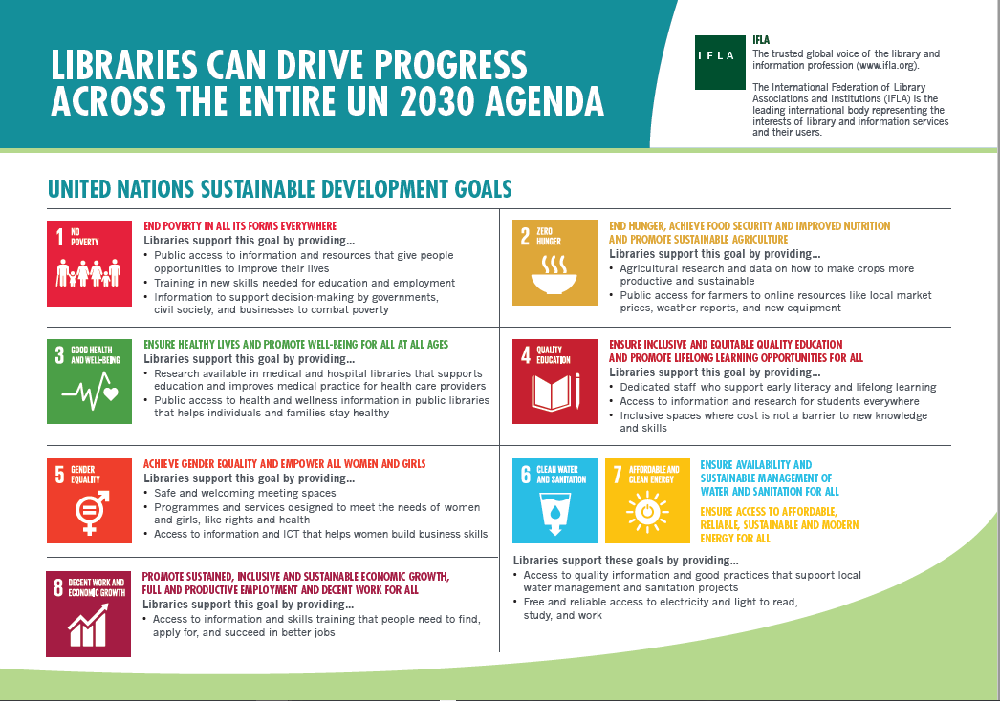 LIBRARIES CAN DRIVE PROGRESS
ACROSS THE ENTIRE UN 2030 AGENDA
IFLA
IFLA
The trusted global voice of the library and
information profession (www.ifla.org).
The International Federation of Library
Associations and Institutions (IFLA) is the
leading international body representing the
interests of library and information services
and their users.
UNITED NATIONS SUSTAINABLE DEVELOPMENT GOALS
1 NO
POVERTY
END POVERTY IN ALL ITS FORMS EVERYWHERE
Libraries support this goal by providing...
• Public access to information and resources that give people
opportunities to improve their lives
• Training in new skills needed for education and employment
• Information to support decision-making by governments,
civil society, and businesses to combat poverty
2 ZERO
HUNGER
END HUNGER, ACHIEVE FOOD SECURITY AND IMPROVED NUTRITION
AND PROMOTE SUSTAINABLE AGRICULTURE
Libraries support this goal by providing...
• Agricultural research and data on how to make crops more
productive and sustainable
• Public access for farmers to online resources like local market
prices, weather reports, and new equipment
3 GOOD HEALTH
AND WELL-BEING
ENSURE HEALTHY LIVES AND PROMOTE WELL-BEING FOR ALL AT ALL AGES
Libraries support this goal by providing...
• Research available in medical and hospital libraries that supports
education and improves medical practice for health care providers
• Public access to health and wellness information in public libraries
that helps individuals and families stay healthy
4 QUALITY
EDUCATION
ENSURE INCLUSIVE AND EQUITABLE QUALITY EDUCATION
AND PROMOTE LIFELONG LEARNING OPPORTUNITIES FOR ALL
Libraries support this goal by providing...
• Dedicated staff who support early literacy and lifelong learning
• Access to information and research for students everywhere
• Inclusive spaces where cost is not a barrier to new knowledge
and skills
5 GENDER
EQUALITY
ACHIEVE GENDER EQUALITY AND EMPOWER ALL WOMEN AND GIRLS
Libraries support this goal by providing...
• Safe and welcoming meeting spaces
• Programmes and services designed to meet the needs of women
and girls, like rights and health
• Access to information and ICT that helps women build business skills
6 CLEAN WATER
AND SANITATION
7 AFFORDABLE AND
CLEAN ENERGY
ENSURE AVAILABILITY AND
SUSTAINABLE MANAGEMENT OF
WATER AND SANITATION FOR ALL
ENSURE ACCESS TO AFFORDABLE,
RELIABLE, SUSTAINABLE AND MODERN
ENERGY FOR ALL
Libraries support these goals by providing...
• Access to quality information and good practices that support local
water management and sanitation projects
• Free and reliable access to electricity and light to read,
study, and work
8 DECENT WORK AND
ECONOMIC GROWTH
PROMOTE SUSTAINED, INCLUSIVE AND SUSTAINABLE ECONOMIC GROWTH,
FULL AND PRODUCTIVE EMPLOYMENT AND DECENT WORK FOR ALL
Libraries support this goal by providing...
• Access to information and skills training that people need to find,
apply for, and succeed in better jobs